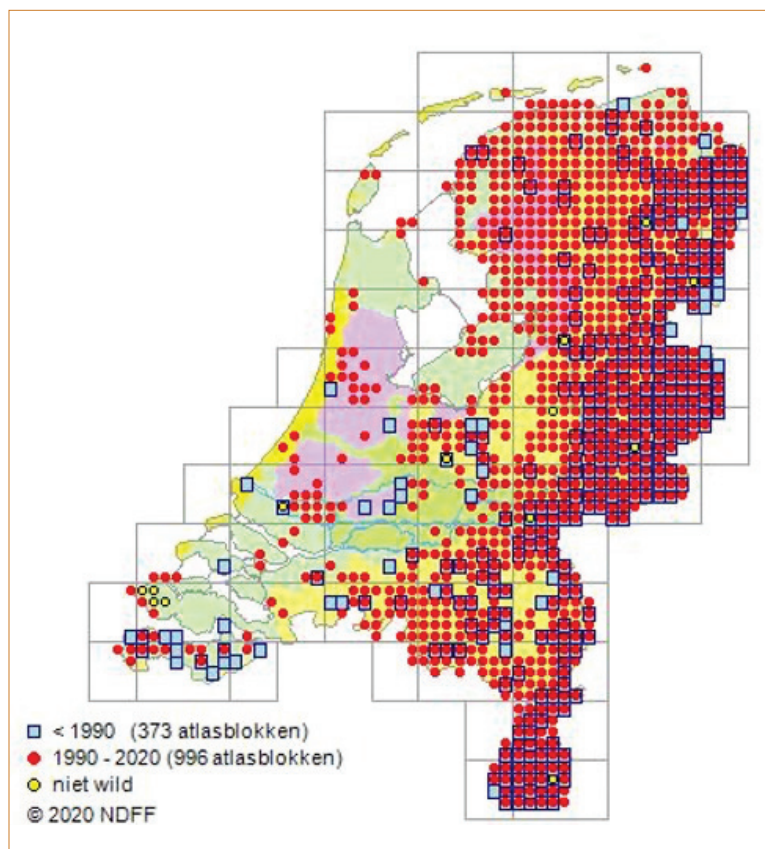 < 1990 (373 atlasblokken)
1990 - 2020 (996 atlasblokken)
niet wild
© 2020 NDFF